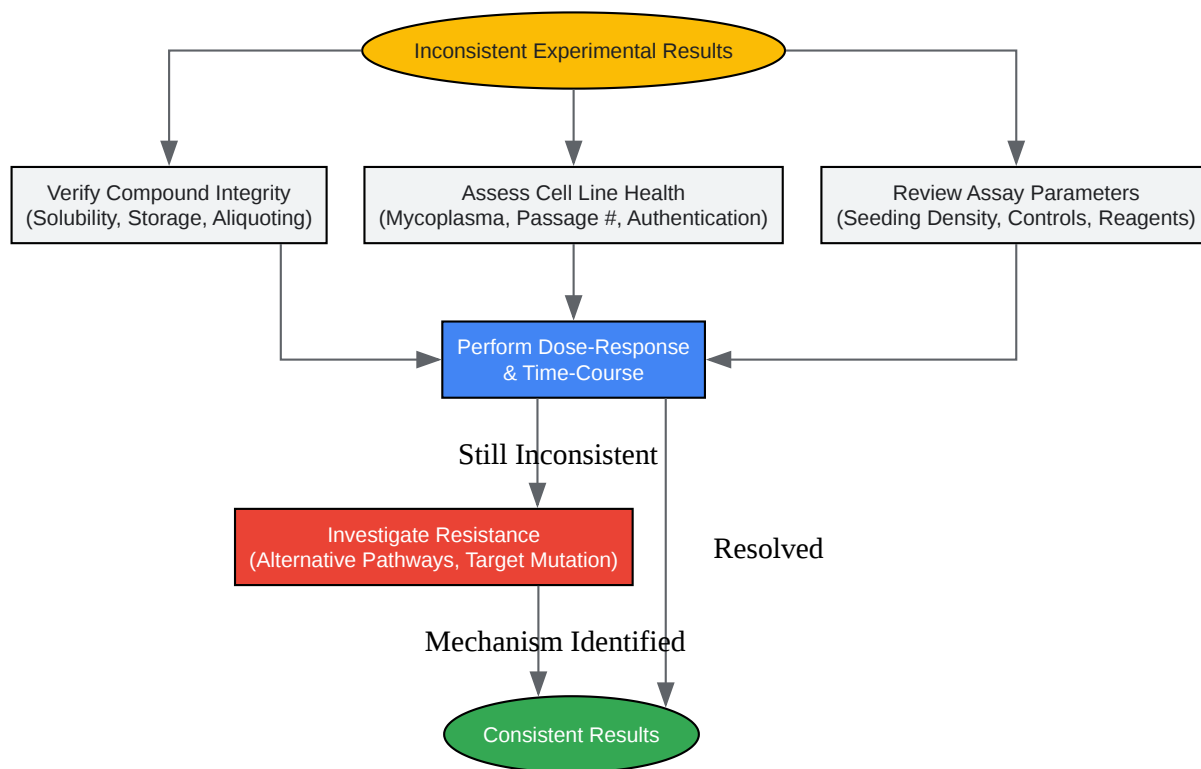 Inconsistent Experimental Results
Verify Compound Integrity
(Solubility, Storage, Aliquoting)
Assess Cell Line Health
(Mycoplasma, Passage #, Authentication)
Review Assay Parameters
(Seeding Density, Controls, Reagents)
Perform Dose-Response
& Time-Course
Still Inconsistent
Investigate Resistance
(Alternative Pathways, Target Mutation)
Resolved
Mechanism Identified
Consistent Results